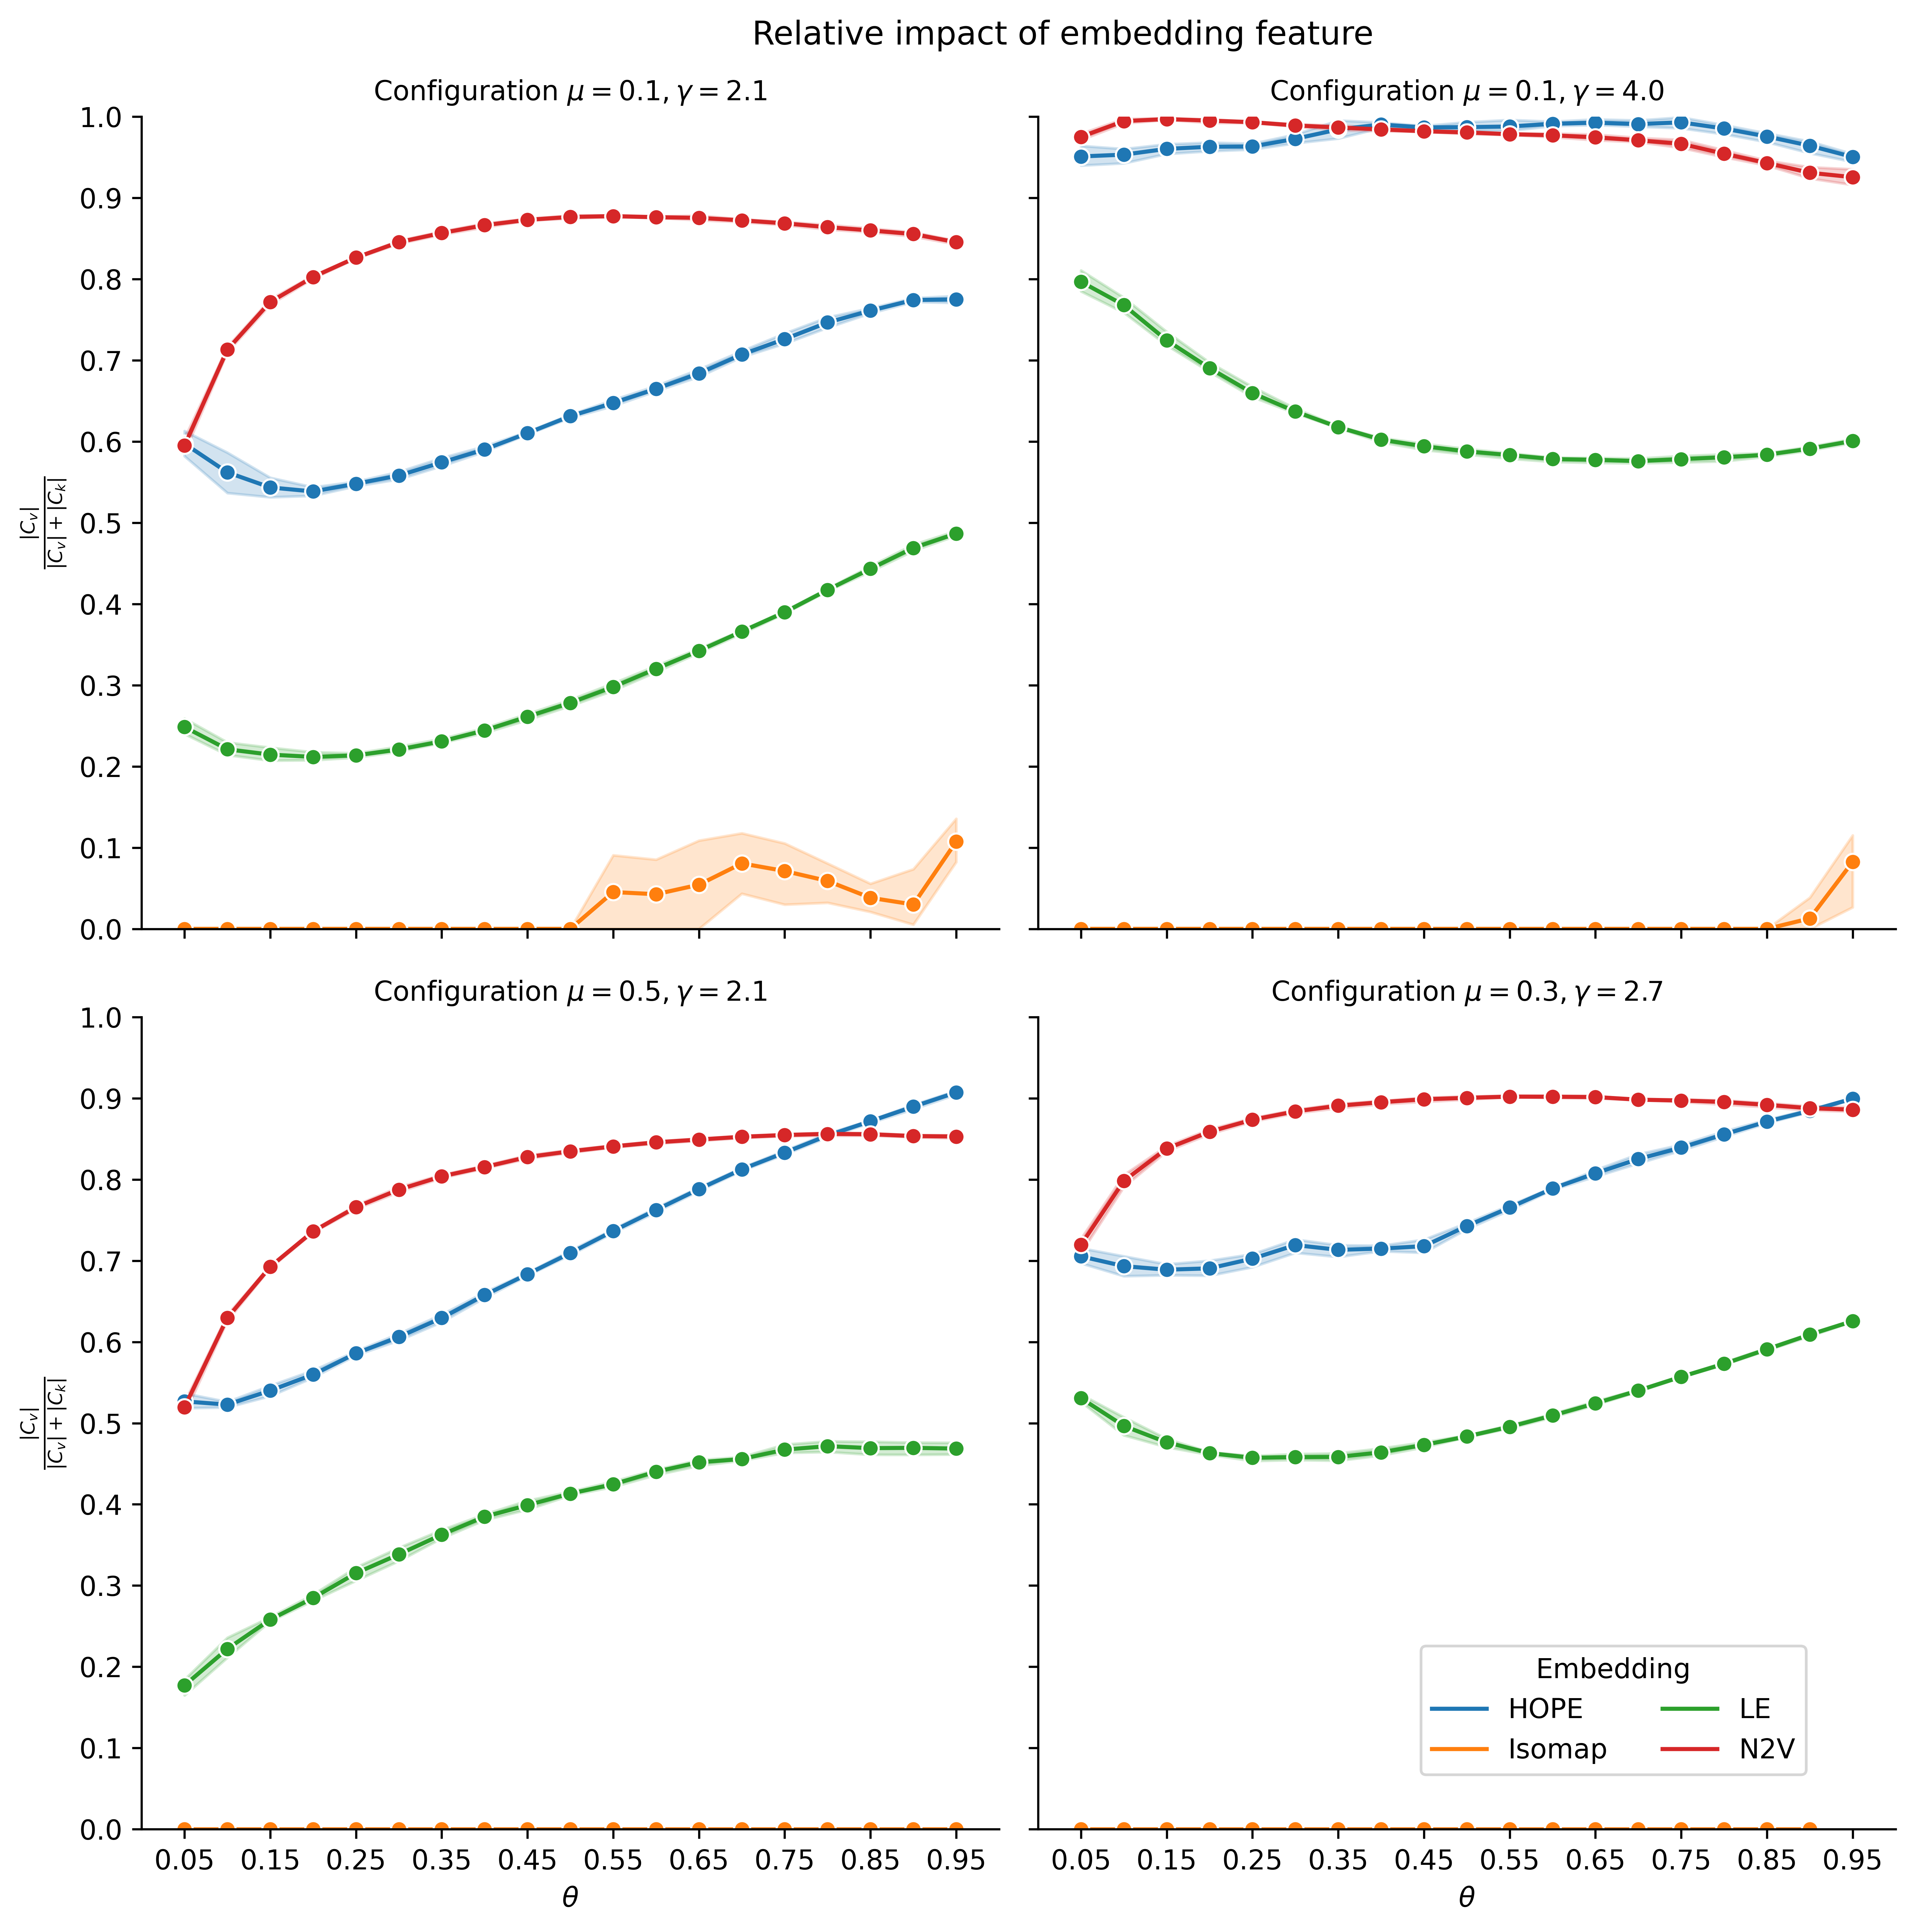 Relative impact of embedding feature
Configuration μ = 0.1, γ = 2.1
Configuration μ = 0.1, γ = 4.0
1.0
0.9
0.8
0.7
0.6
0.5
0.4
0.3
0.2
0.1
0.0
|C_v| / (|C_v| + |C_k|)
Configuration μ = 0.5, γ = 2.1
Configuration μ = 0.3, γ = 2.7
1.0
0.9
0.8
0.7
0.6
0.5
0.4
0.3
0.2
0.1
0.0
|C_v| / (|C_v| + |C_k|)
Embedding
HOPE LE
Isomap N2V
0.05 0.15 0.25 0.35 0.45 0.55 0.65 0.75 0.85 0.95
0.05 0.15 0.25 0.35 0.45 0.55 0.65 0.75 0.85 0.95
θ
θ